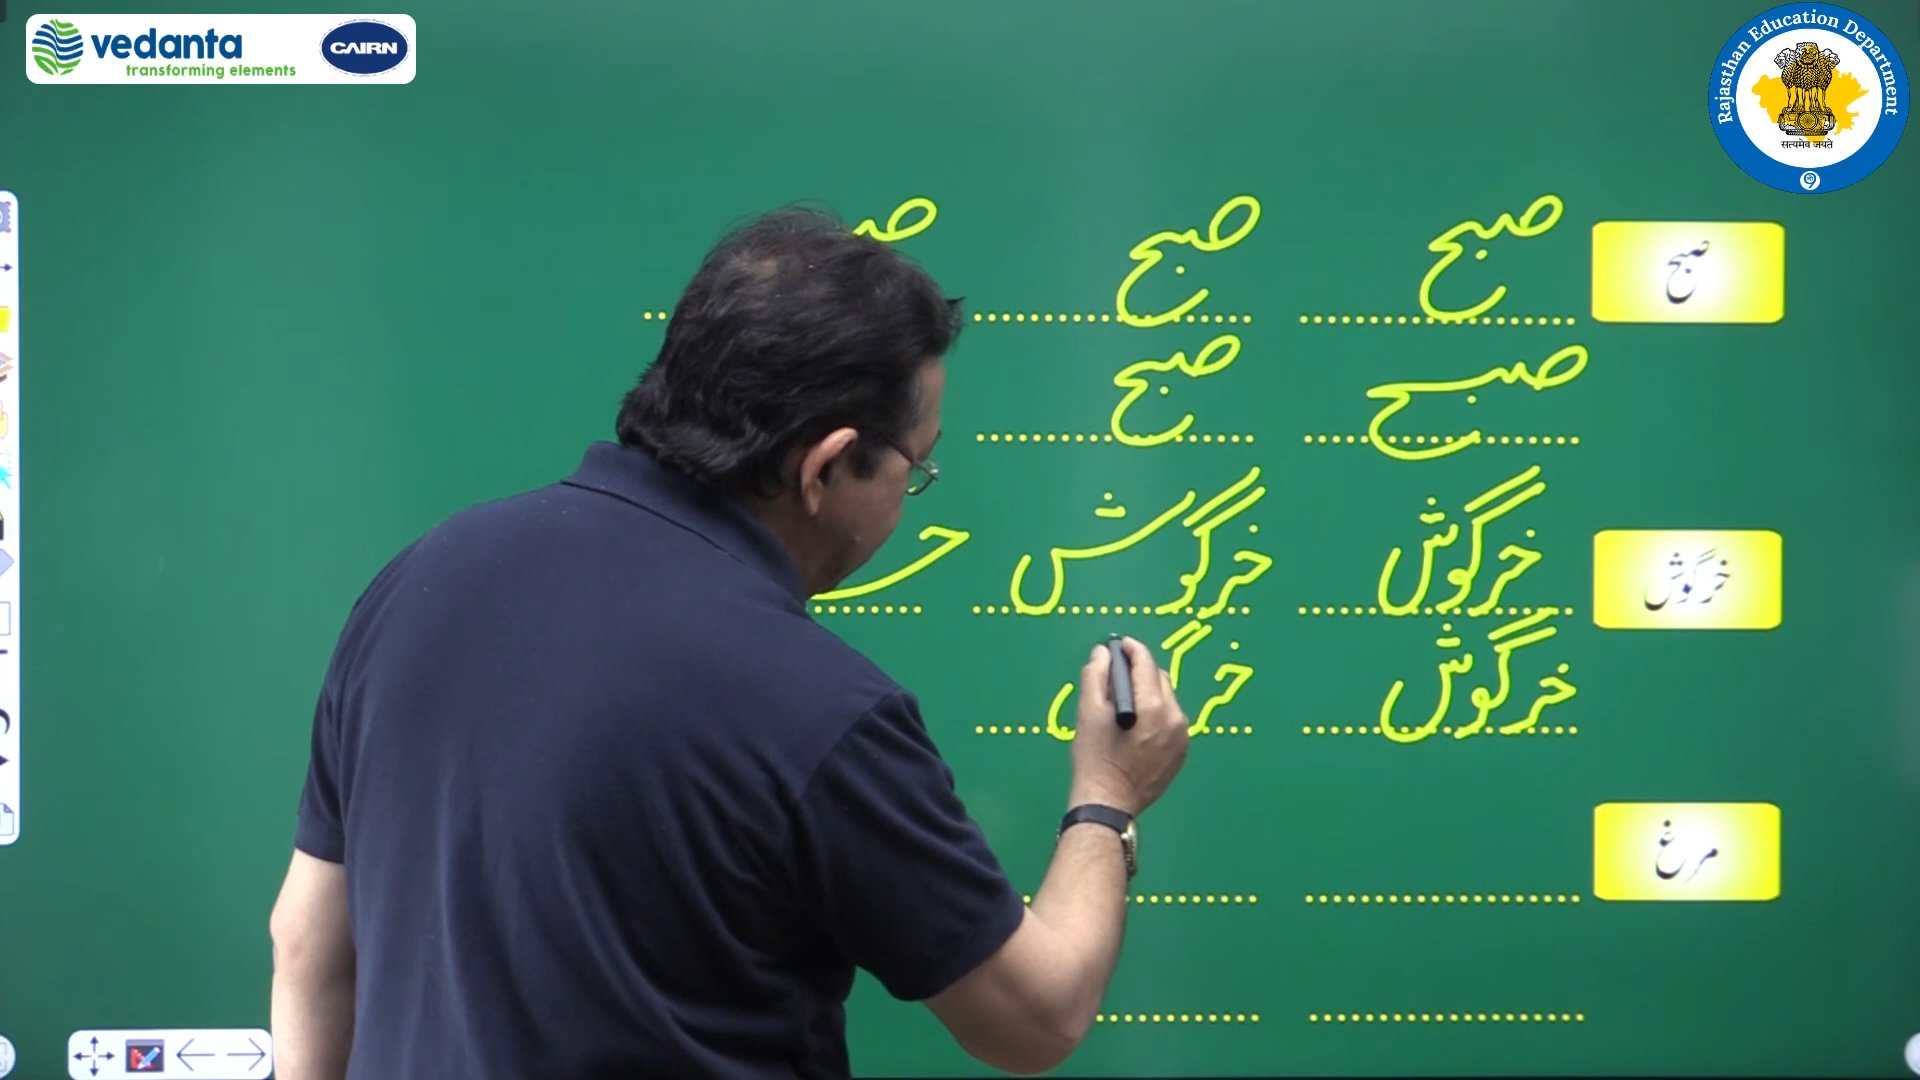 vedanta
transforming elements
CAIRN
Rajasthan Education Department
सत्यमेव जयते
صبح صبح صبح
صبح صبح
خرگوش خرگوش خرگوش
خرگوش
مرغ